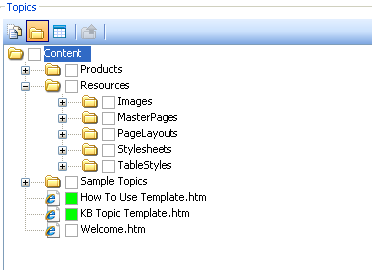 Topics
Content
Products
Resources
Images
MasterPages
PageLayouts
Stylesheets
TableStyles
Sample Topics
How To Use Template.htm
KB Topic Template.htm
Welcome.htm